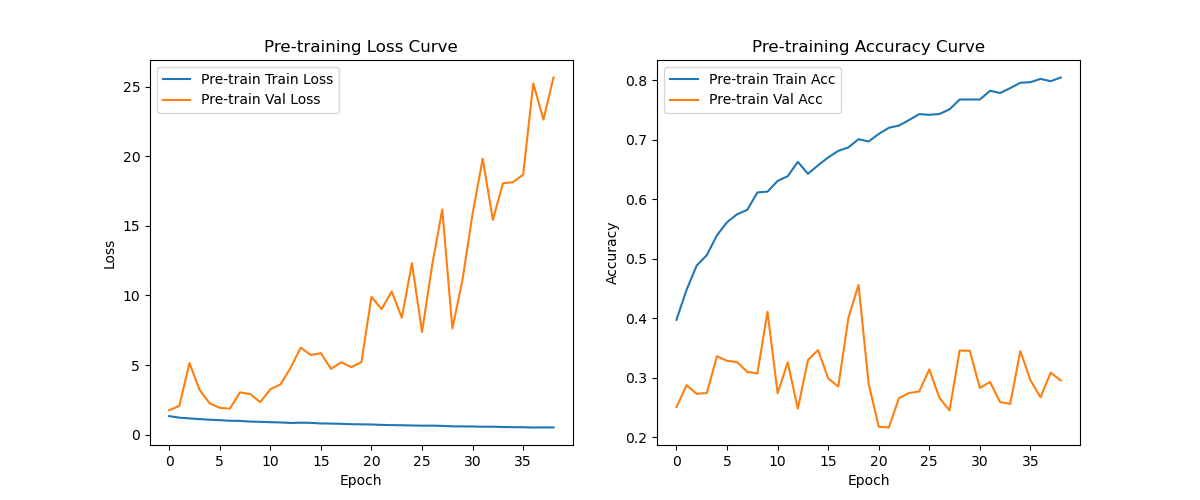 Pre-training Loss Curve
Pre-train Train Loss
Pre-train Val Loss
25
20
15
10
5
0
Loss
0 5 10 15 20 25 30 35
Epoch
Pre-training Accuracy Curve
Pre-train Train Acc
Pre-train Val Acc
0.8
0.7
0.6
0.5
0.4
0.3
0.2
Accuracy
0 5 10 15 20 25 30 35
Epoch